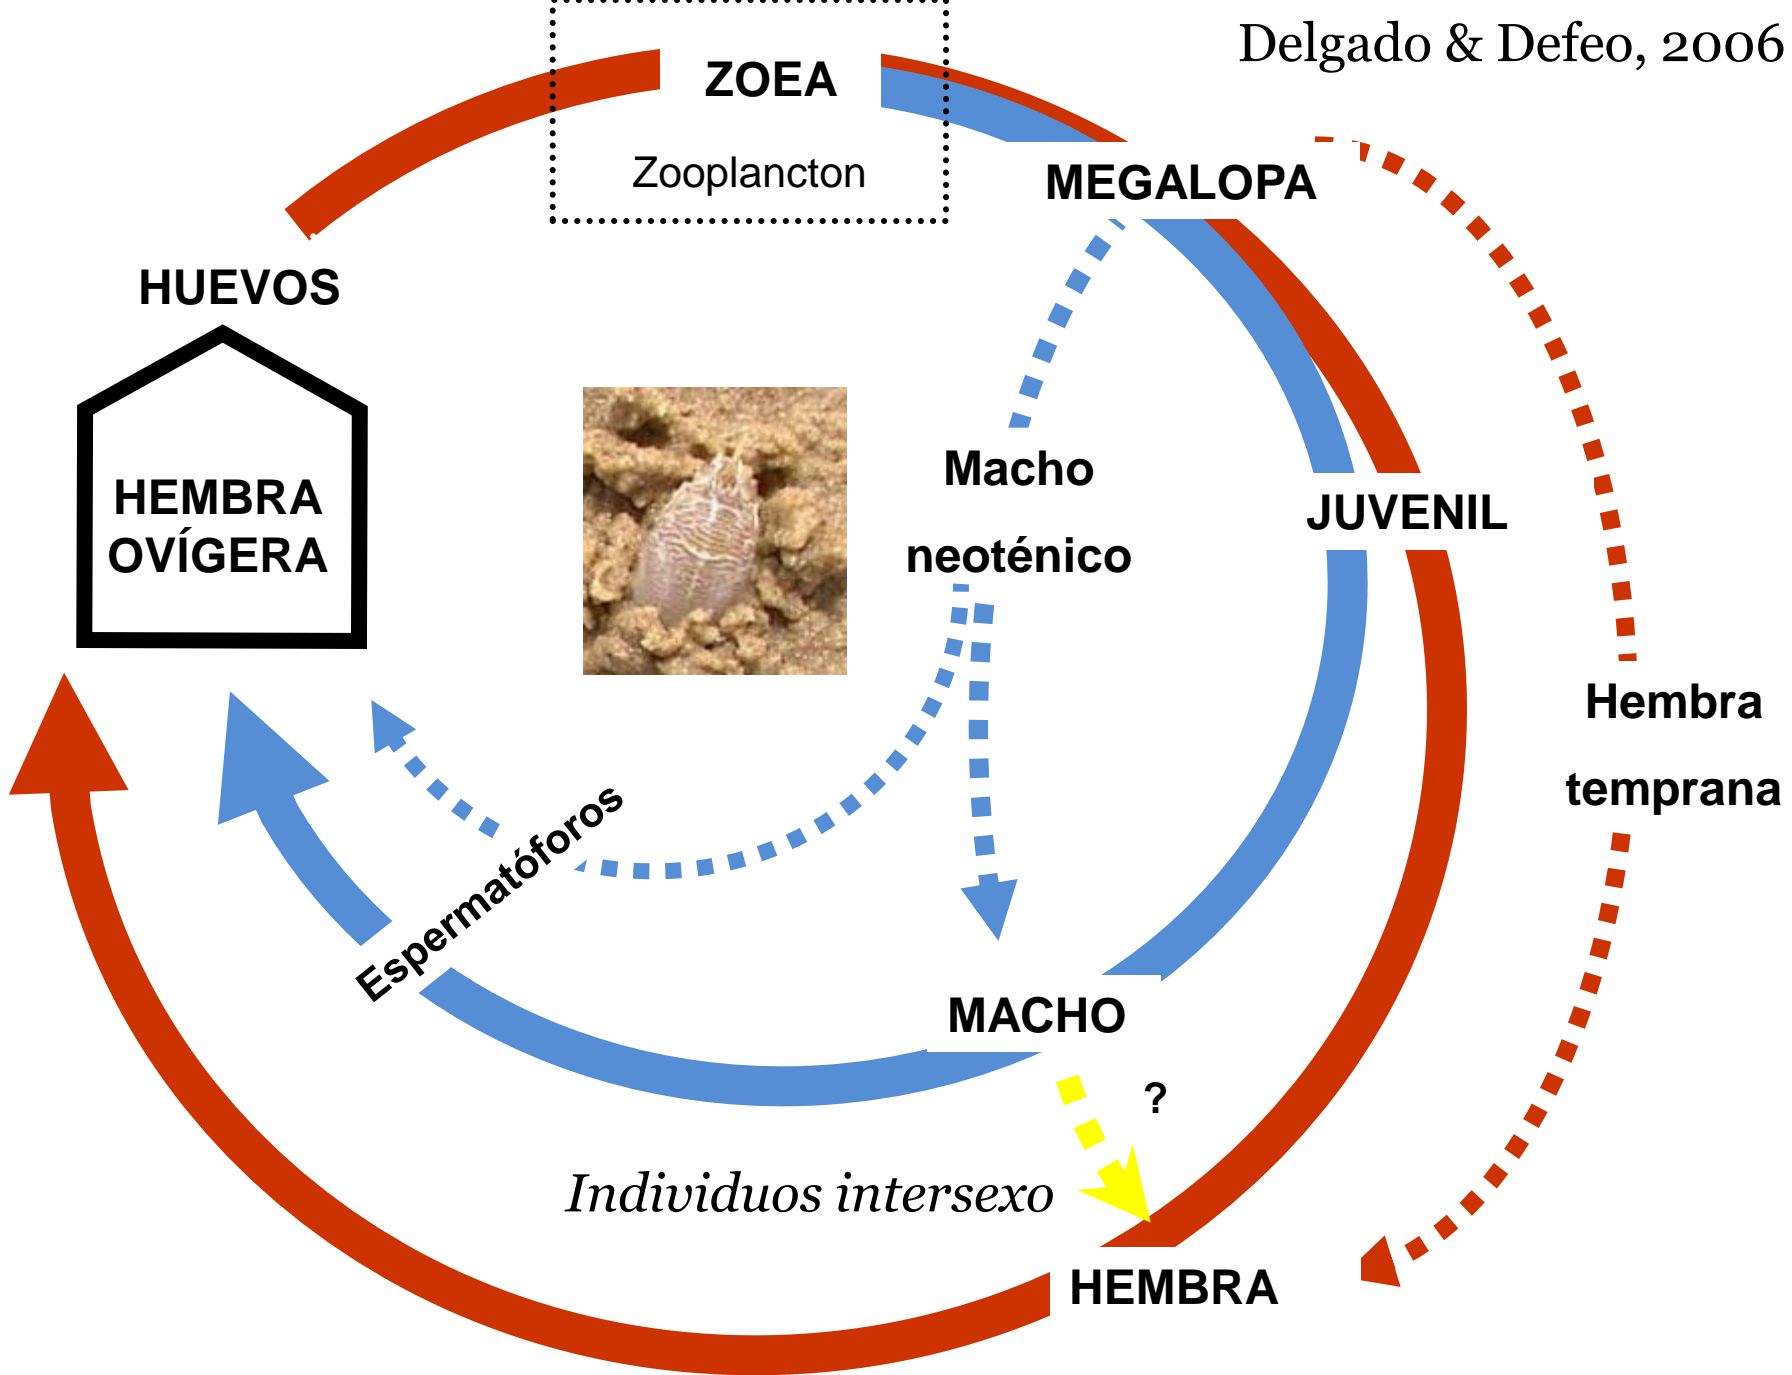 Delgado & Defeo, 2006
ZOEA
Zooplancton
MEGALOPA
HUEVOS
HEMBRA
OVÍGERA
Macho
neoténico
JUVENIL
Hembra
temprana
Espermatóforos
MACHO
?
Individuos intersexo
HEMBRA